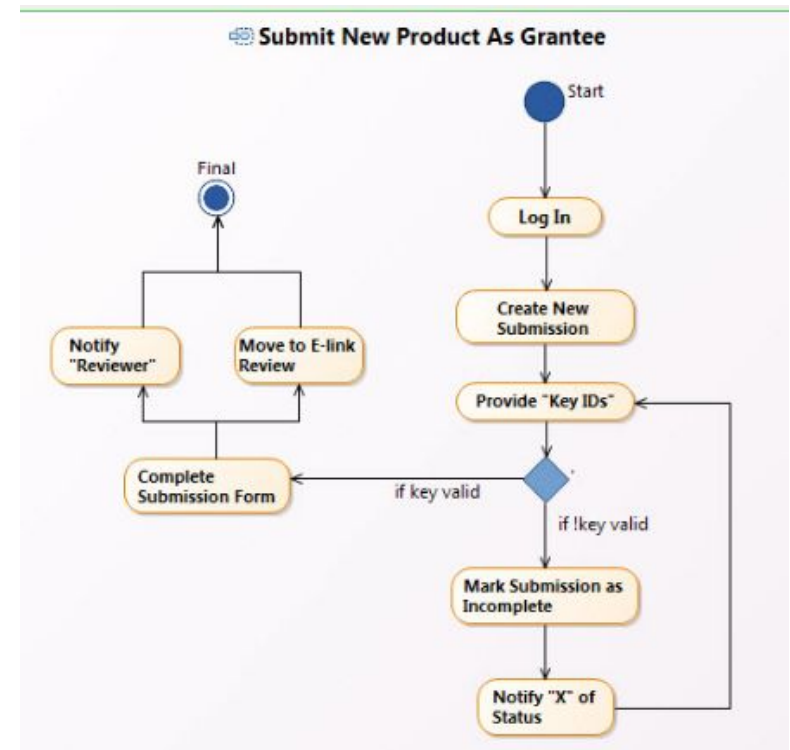 Submit New Product As Grantee
Start
Final
Log In
Create New
Submission
Notify
"Reviewer"
Move to E-link
Review
Provide "Key IDs"
Complete
Submission Form
if key valid
if !key valid
Mark Submission as
Incomplete
Notify "X" of
Status